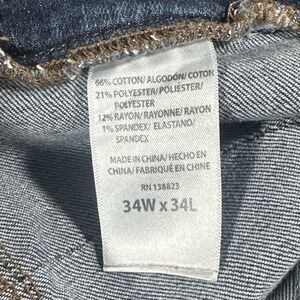 66% COTTON/ ALGODÓN/ COTON
21% POLYESTER/ POLIÉSTER/
POLYESTER
12% RAYON/ RAYONNE/ RAYON
1% SPANDEX/ ELASTANO/
SPANDEX
MADE IN CHINA/ HECHO EN
CHINA/ FABRIQUÉ EN CHINE
RN 138823
34W x 34L